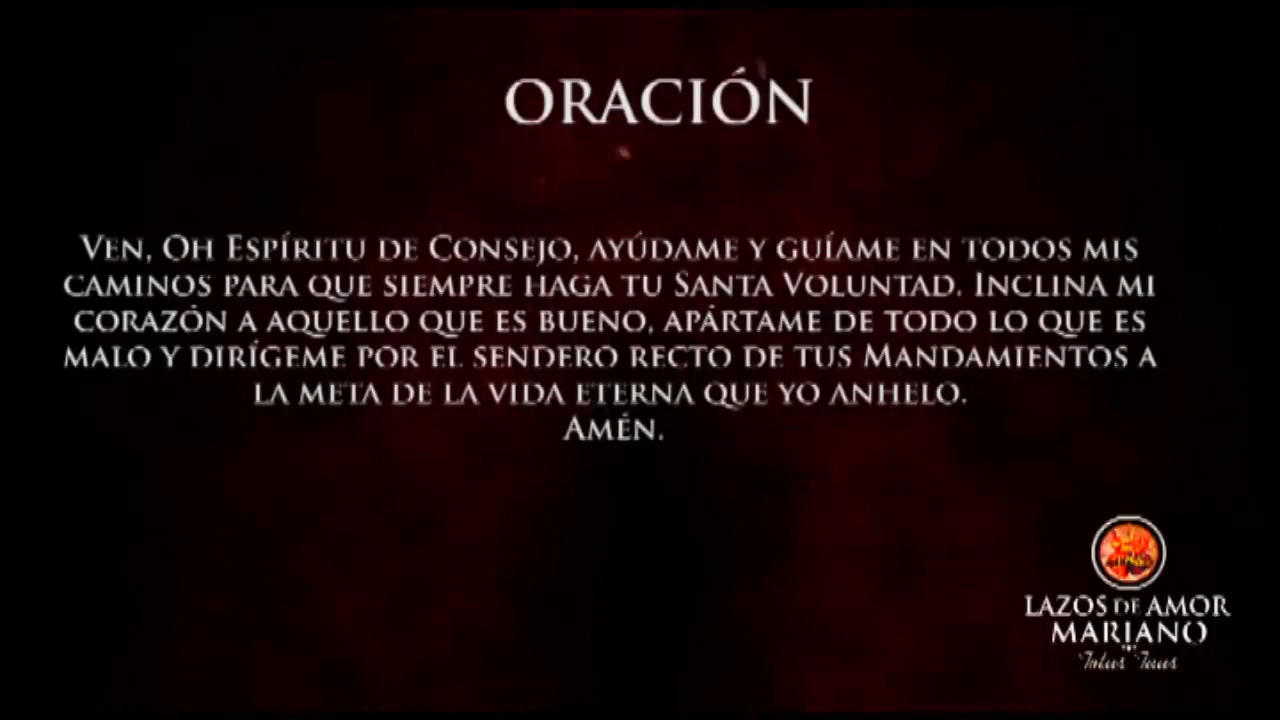 ORACIÓN
VEN, OH ESPÍRITU DE CONSEJO, AYÚDAME Y GUÍAME EN TODOS MIS
CAMINOS PARA QUE SIEMPRE HAGA TU SANTA VOLUNTAD. INCLINA MI
CORAZÓN A AQUELLO QUE ES BUENO, APÁRTAME DE TODO LO QUE ES
MALO Y DIRÍGEME POR EL SENDERO RECTO DE TUS MANDAMIENTOS A
LA META DE LA VIDA ETERNA QUE YO ANHELO.
AMÉN.
LAZOS DE AMOR
MARIANO
Totus Tuus